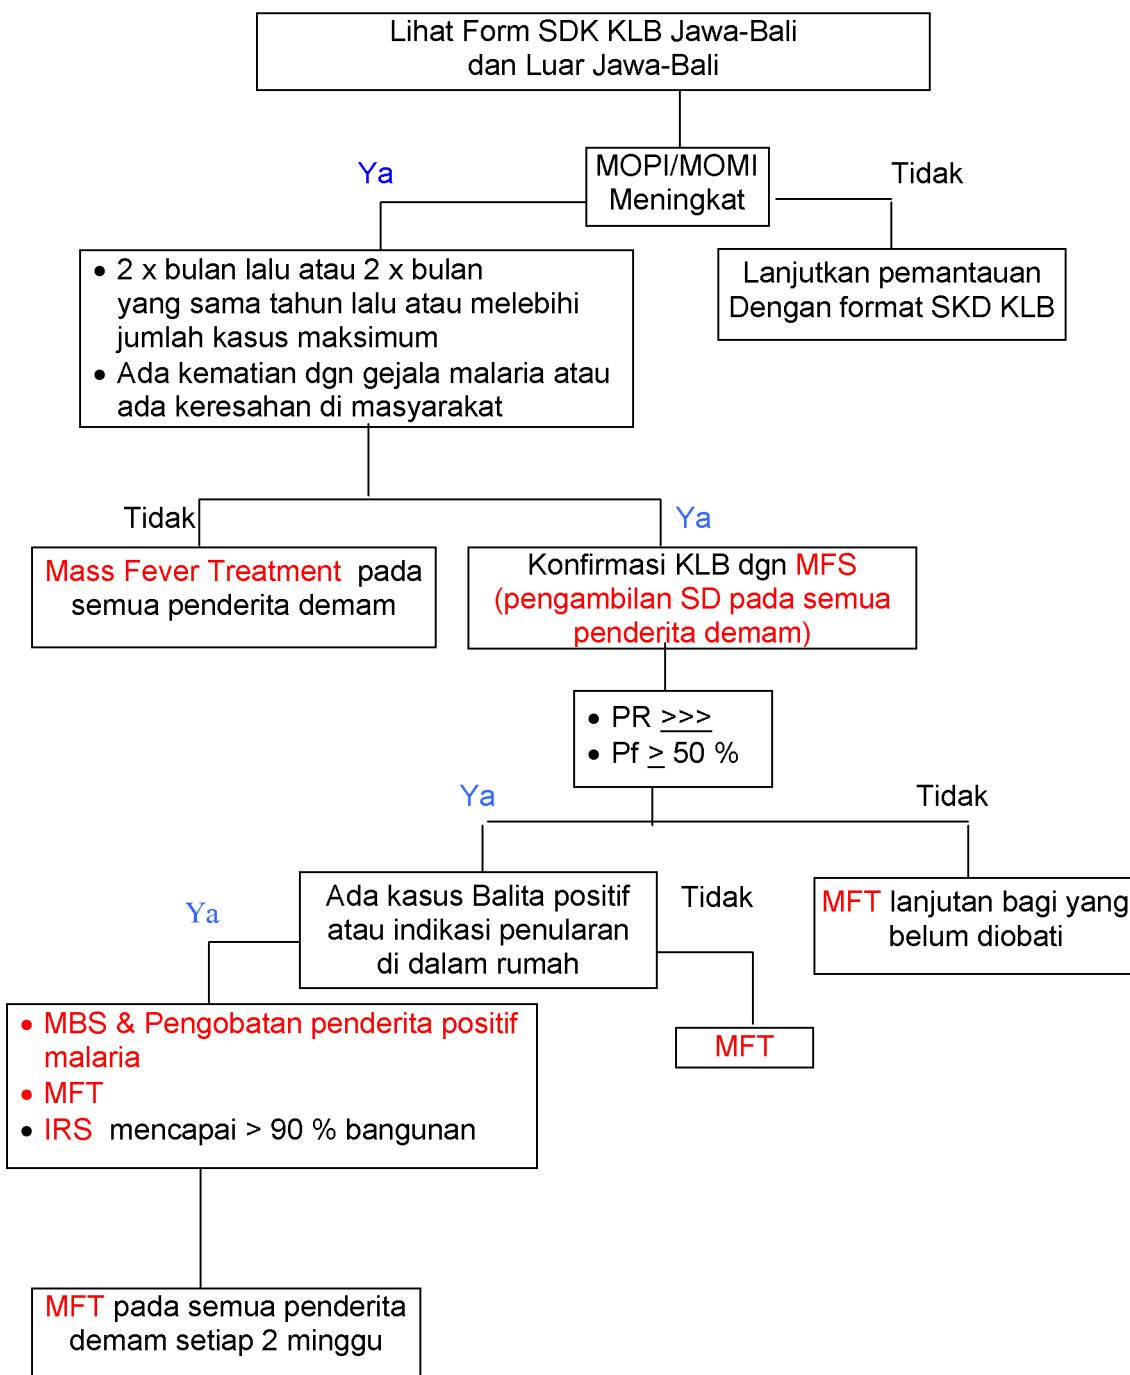 Lihat Form SDK KLB Jawa-Bali
dan Luar Jawa-Bali
Ya
MOPI/MOMI
Meningkat
Tidak
• 2 x bulan lalu atau 2 x bulan
yang sama tahun lalu atau melebihi
jumlah kasus maksimum
• Ada kematian dgn gejala malaria atau
ada keresahan di masyarakat
Lanjutkan pemantauan
Dengan format SKD KLB
Tidak
Ya
Mass Fever Treatment pada
semua penderita demam
Konfirmasi KLB dgn MFS
(pengambilan SD pada semua
penderita demam)
• PR >>>
• Pf ≥ 50 %
Ya
Tidak
Ya
Ada kasus Balita positif
atau indikasi penularan
di dalam rumah
Tidak
MFT lanjutan bagi yang
belum diobati
• MBS & Pengobatan penderita positif
malaria
• MFT
• IRS mencapai > 90 % bangunan
MFT
MFT pada semua penderita
demam setiap 2 minggu